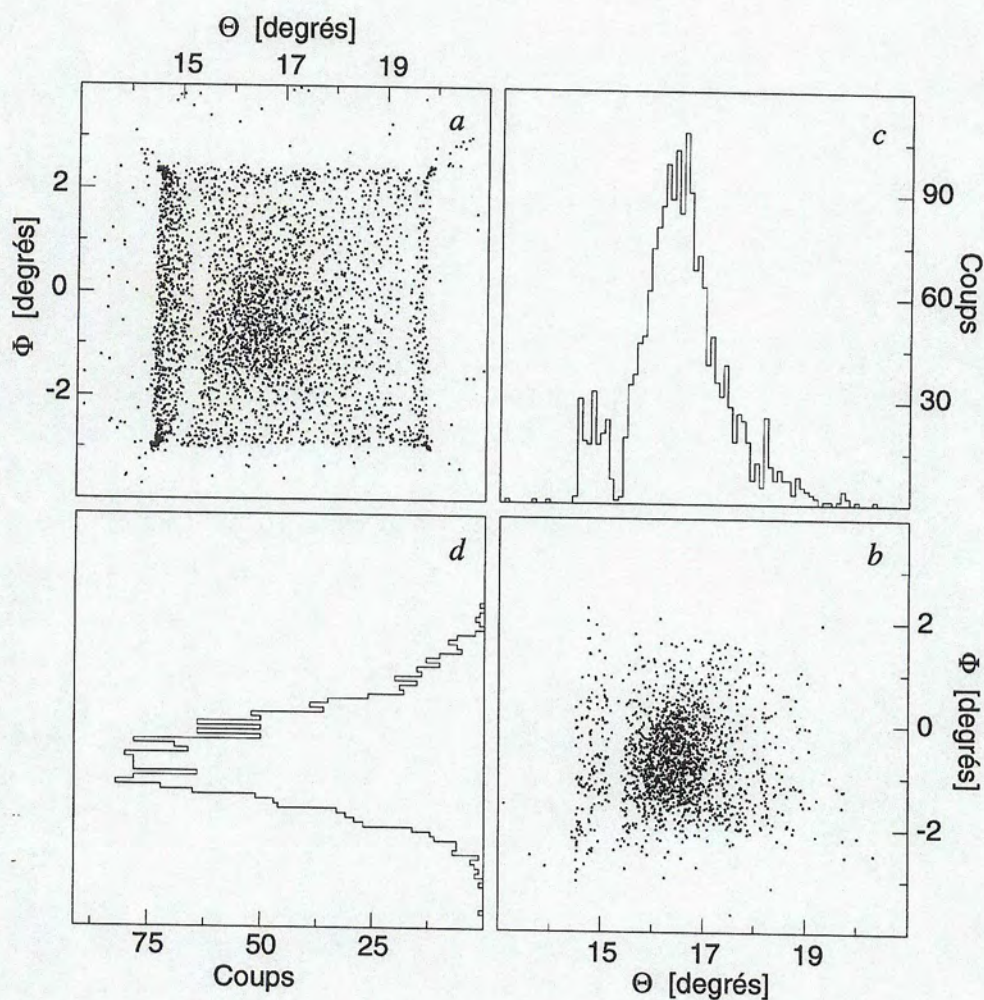 Θ [degrés]
15 17 19
a
2
0
-2
Φ [degrés]
c
90
60
30
Coups
d
75 50 25
Coups
b
2
0
-2
Φ [degrés]
15 17 19
Θ [degrés]